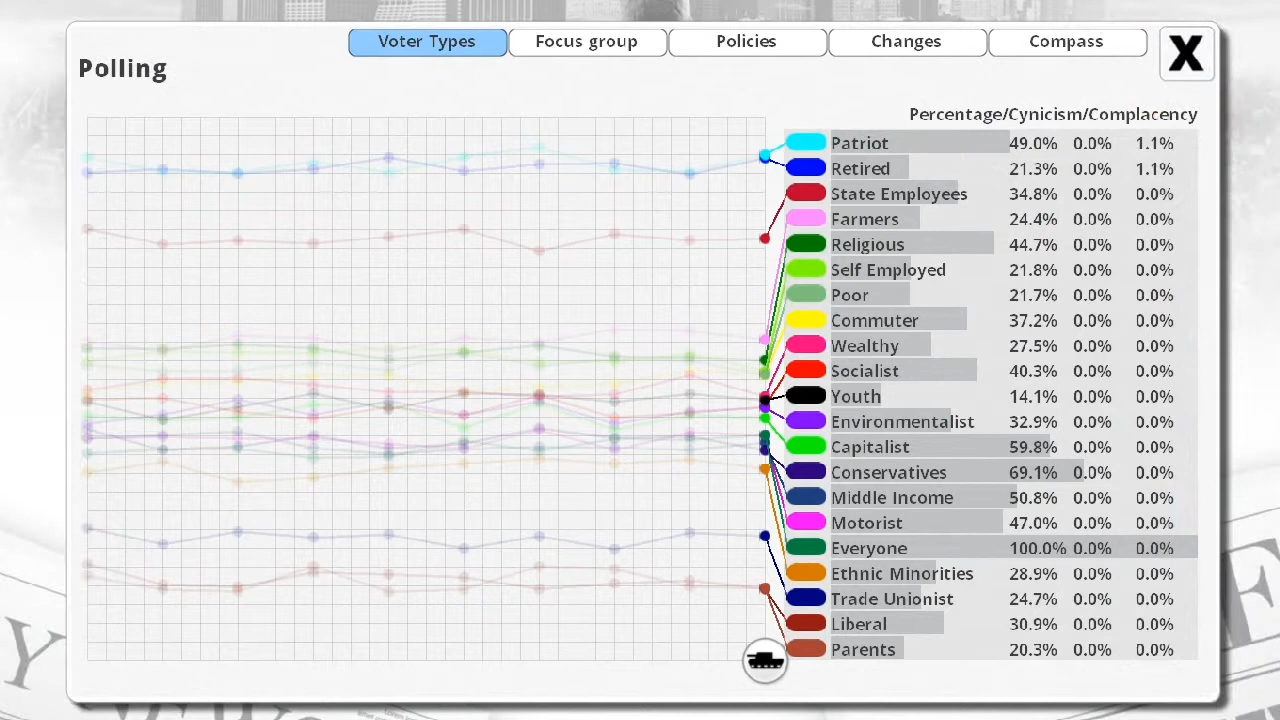 Voter Types Focus group Policies Changes Compass X
Polling
Percentage/Cynicism/Complacency
Patriot 49.0% 0.0% 1.1%
Retired 21.3% 0.0% 1.1%
State Employees 34.8% 0.0% 0.0%
Farmers 24.4% 0.0% 0.0%
Religious 44.7% 0.0% 0.0%
Self Employed 21.8% 0.0% 0.0%
Poor 21.7% 0.0% 0.0%
Commuter 37.2% 0.0% 0.0%
Wealthy 27.5% 0.0% 0.0%
Socialist 40.3% 0.0% 0.0%
Youth 14.1% 0.0% 0.0%
Environmentalist 32.9% 0.0% 0.0%
Capitalist 59.8% 0.0% 0.0%
Conservatives 69.1% 0.0% 0.0%
Middle Income 50.8% 0.0% 0.0%
Motorist 47.0% 0.0% 0.0%
Everyone 100.0% 0.0% 0.0%
Ethnic Minorities 28.9% 0.0% 0.0%
Trade Unionist 24.7% 0.0% 0.0%
Liberal 30.9% 0.0% 0.0%
Parents 20.3% 0.0% 0.0%